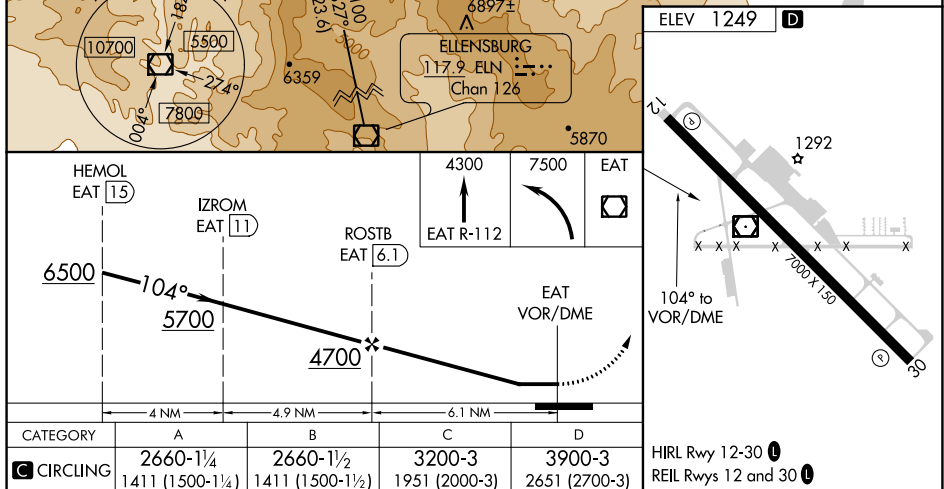 6897±
10700
5500
6359
274°
004°
7800
ELLENSBURG
117.9 ELN
Chan 126
5870
HEMOL
EAT 15
IZROM
EAT 11
ROSTB
EAT 6.1
4300
EAT R-112
7500
EAT
6500
104°
5700
4700
EAT
VOR/DME
4 NM
4.9 NM
6.1 NM
CATEGORY A B C D
C CIRCLING 2660-1¼ 2660-1½ 3200-3 3900-3
1411 (1500-1¼) 1411 (1500-1½) 1951 (2000-3) 2651 (2700-3)
ELEV 1249 D
12
P
1292
X X X X X X X X
7000 X 150
104° to
VOR/DME
P
30
HIRL Rwy 12-30 L
REIL Rwys 12 and 30 L